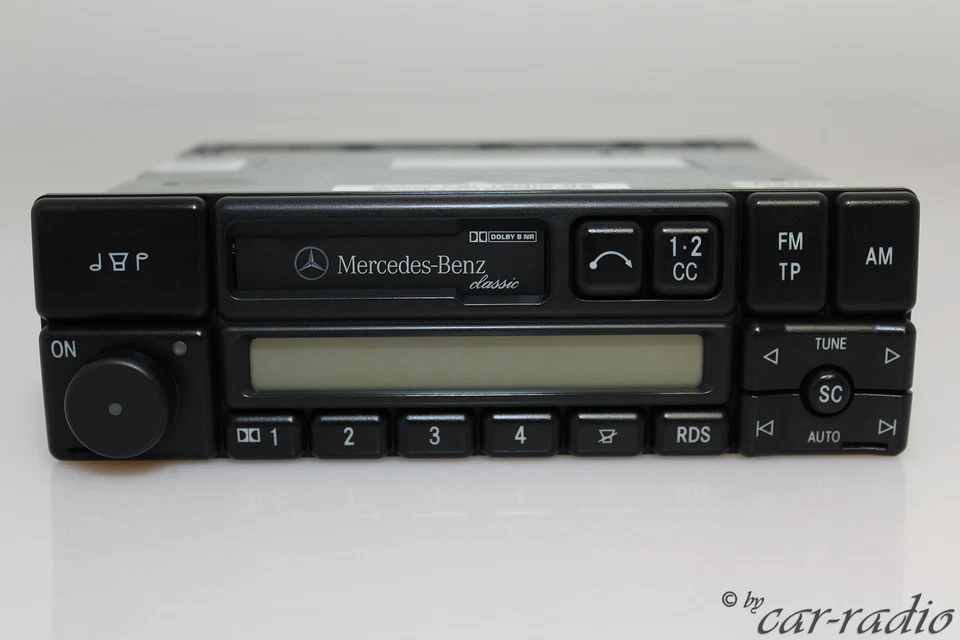 DOLBY B NR
Mercedes-Benz
classic
1·2
CC
FM
TP
AM
ON
TUNE
SC
AUTO
1 2 3 4 RDS
© by
car-radio